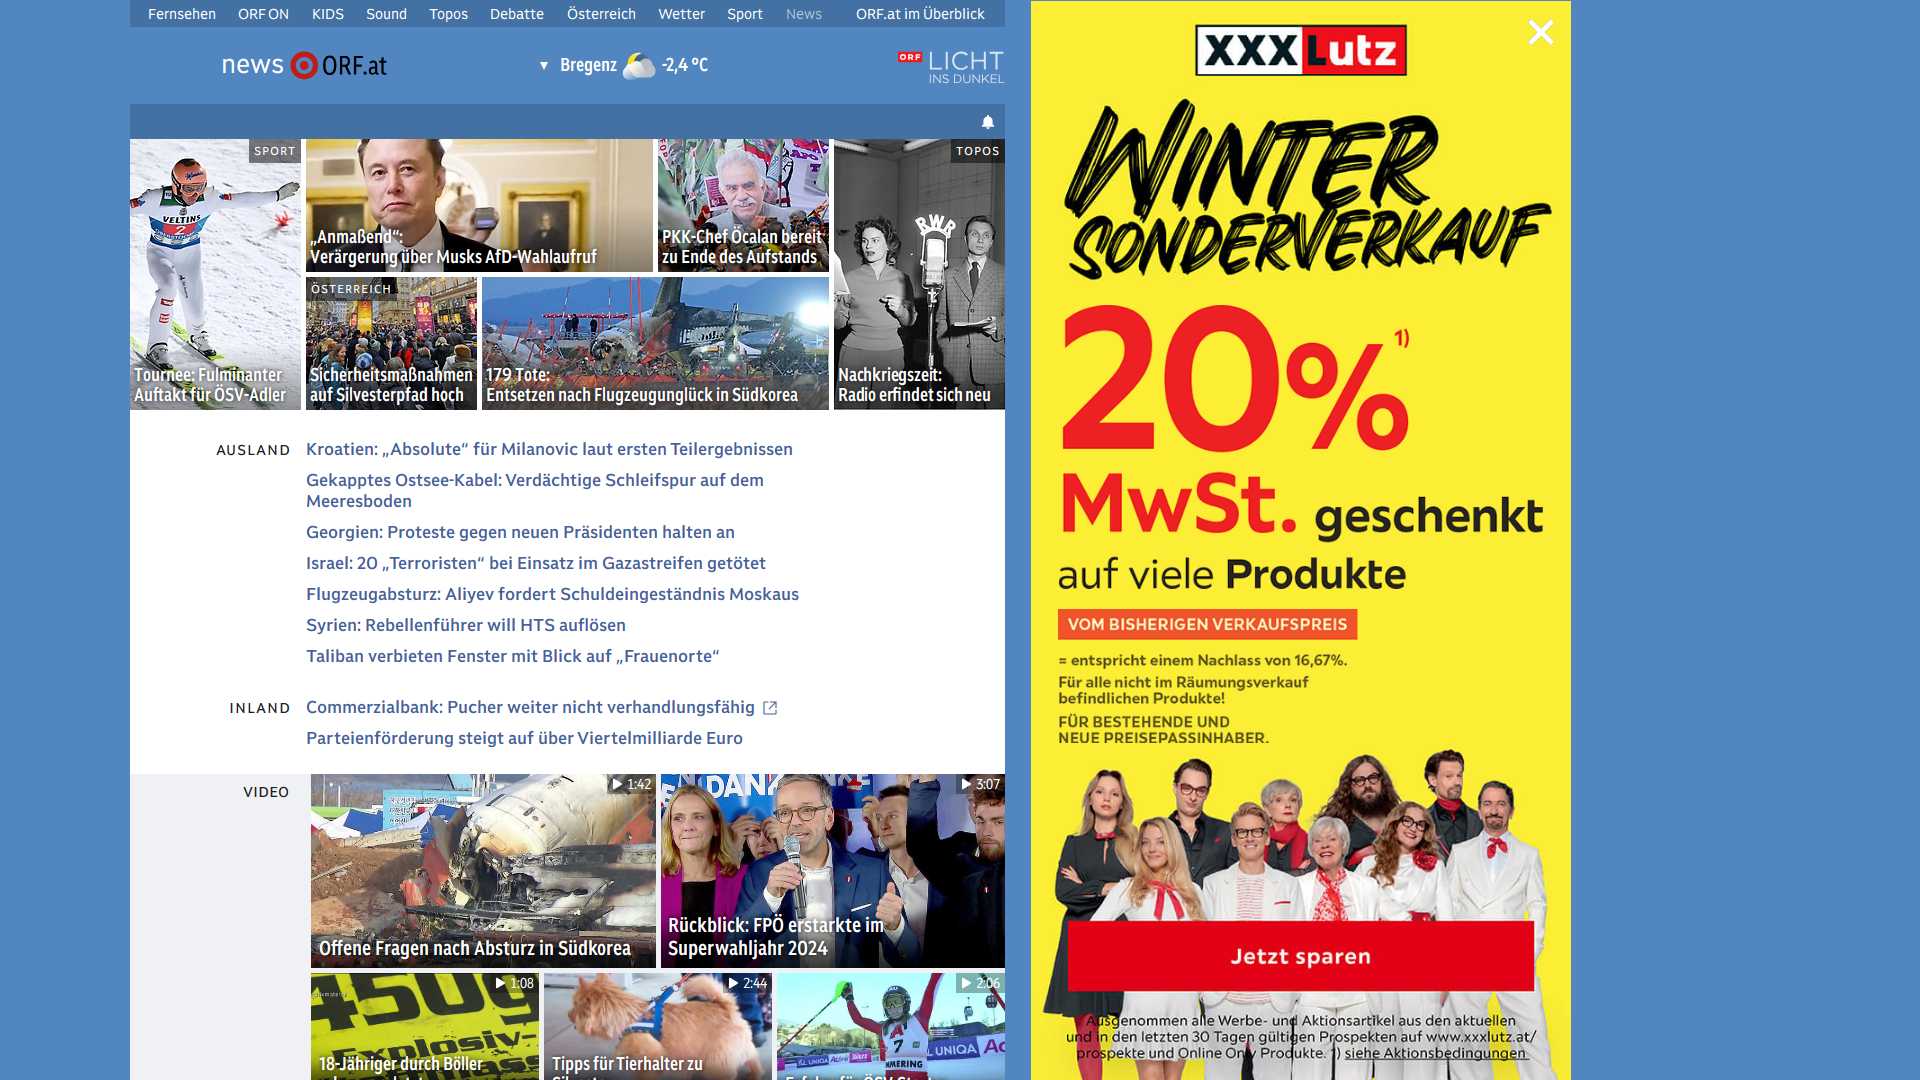 Fernsehen ORF ON KIDS Sound Topos Debatte Österreich Wetter Sport News ORF.at im Überblick
news ORF.at
Bregenz -2,4 °C
ORF LICHT
INS DUNKEL
SPORT
VELTINS
2
Tournee: Fulminanter
Auftakt für ÖSV-Adler
„Anmaßend“:
Verärgerung über Musks AfD-Wahlaufruf
PKK-Chef Öcalan bereit
zu Ende des Aufstands
TOPOS
RWR
Nachkriegszeit:
Radio erfindet sich neu
ÖSTERREICH
Sicherheitsmaßnahmen
auf Silvesterpfad hoch
179 Tote:
Entsetzen nach Flugzeugunglück in Südkorea
AUSLAND
Kroatien: „Absolute“ für Milanovic laut ersten Teilergebnissen
Gekapptes Ostsee-Kabel: Verdächtige Schleifspur auf dem
Meeresboden
Georgien: Proteste gegen neuen Präsidenten halten an
Israel: 20 „Terroristen“ bei Einsatz im Gazastreifen getötet
Flugzeugabsturz: Aliyev fordert Schuldeingeständnis Moskaus
Syrien: Rebellenführer will HTS auflösen
Taliban verbieten Fenster mit Blick auf „Frauenorte“
INLAND
Commerzialbank: Pucher weiter nicht verhandlungsfähig
Parteienförderung steigt auf über Viertelmilliarde Euro
VIDEO
1:42
Offene Fragen nach Absturz in Südkorea
3:07
DANK
Rückblick: FPÖ erstarkte im
Superwahljahr 2024
1:08
450g
Explosiv-
18-Jähriger durch Böller
2:44
Tipps für Tierhalter zu
2:06
7
UNIQA
XXXLutz
WINTER
SONDERVERKAUF
20% 1)
MwSt. geschenkt
auf viele Produkte
VOM BISHERIGEN VERKAUFSPREIS
= entspricht einem Nachlass von 16,67%.
Für alle nicht im Räumungsverkauf
befindlichen Produkte!
FÜR BESTEHENDE UND
NEUE PREISEPASSINHABER.
Jetzt sparen
Ausgenommen alle Werbe- und Aktionsartikel aus den aktuellen
und in den letzten 30 Tagen gültigen Prospekten auf www.xxxlutz.at/
prospekte und Online Only Produkte. 1) siehe Aktionsbedingungen